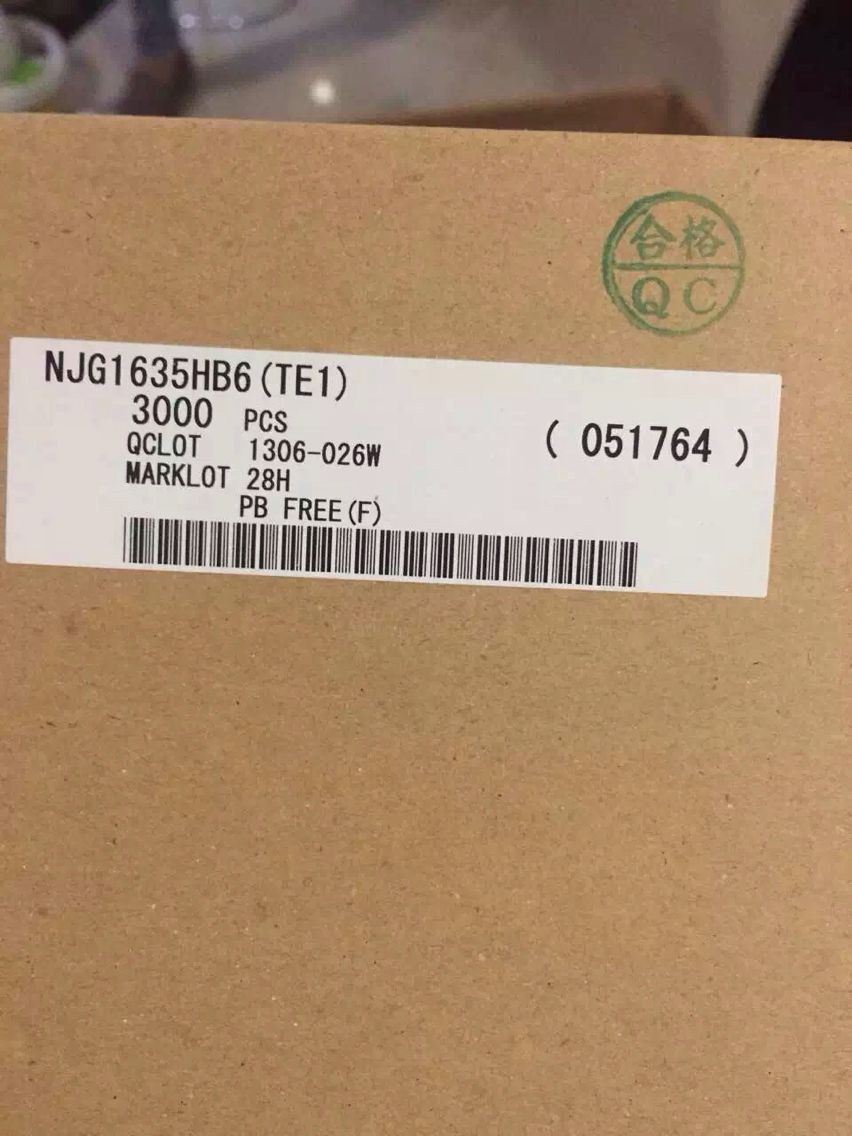 合格
QC
NJG1635HB6(TE1)
3000 PCS
( 051764 )
QCLOT 1306-026W
MARKLOT 28H
PB FREE(F)